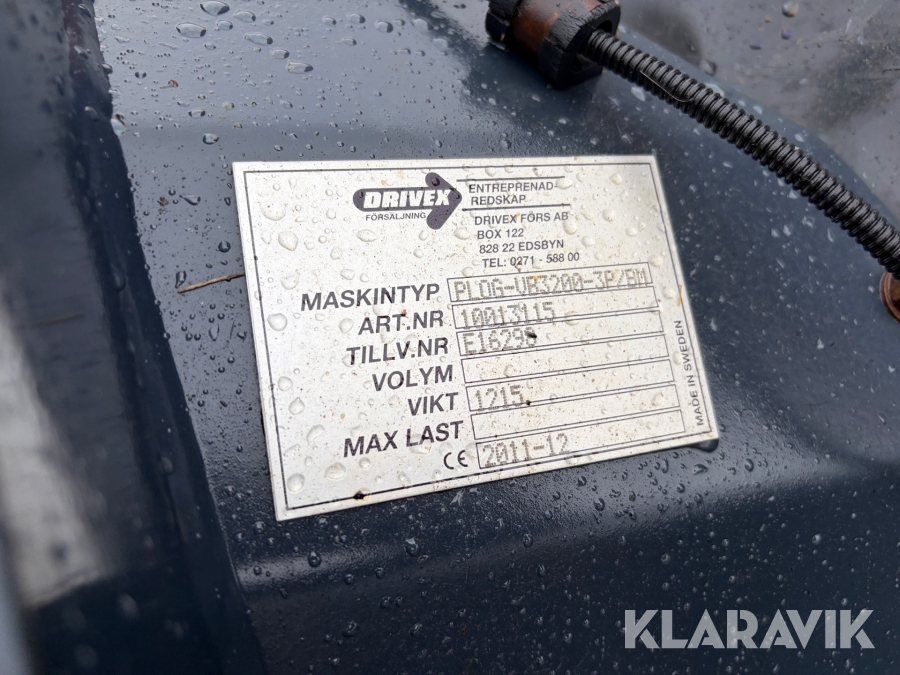 DRIVEX
FÖRSÄLJNING
ENTREPRENAD-
REDSKAP
DRIVEX FÖRS AB
BOX 122
828 22 EDSBYN
TEL: 0271 - 588 00
MASKINTYP PLOG-VB3200-3P/BM
ART.NR 10013115
TILLV.NR E16298
VOLYM
VIKT 1215
MAX LAST
CE 2011-12
MADE IN SWEDEN
KLARAVIK